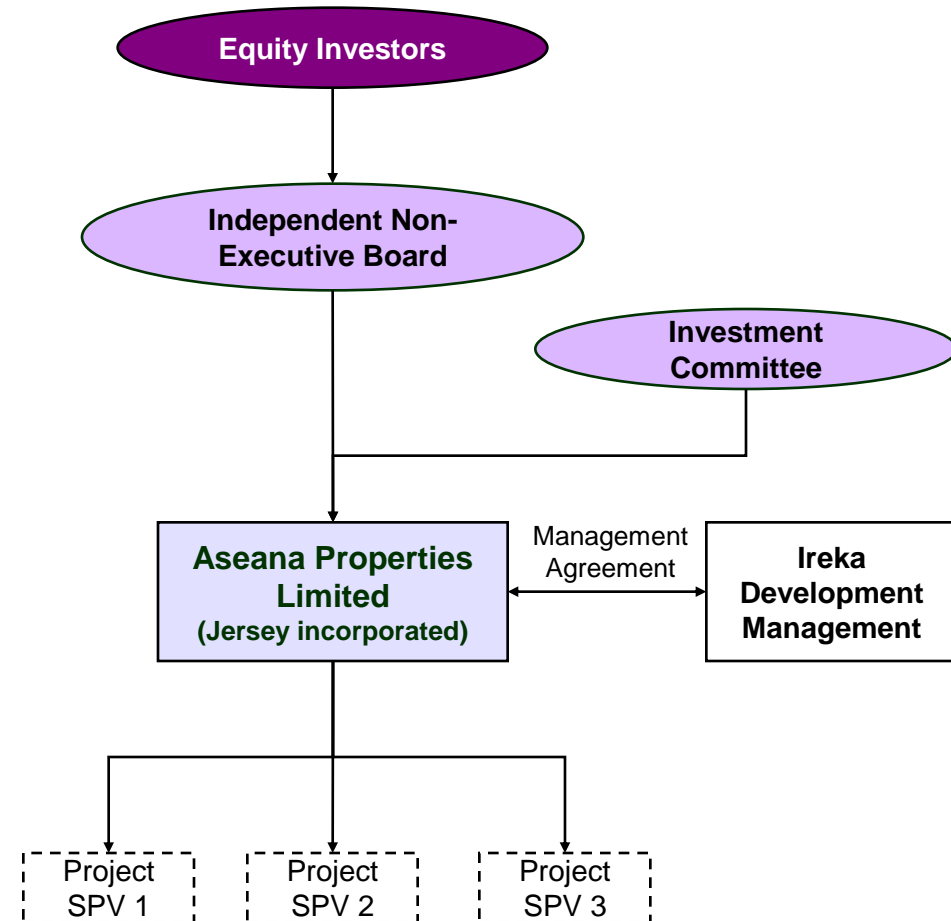 Equity Investors
Independent Non-
Executive Board
Investment
Committee
Aseana Properties
Limited
(Jersey incorporated)
Management
Agreement
Ireka
Development
Management
Project
SPV 1
Project
SPV 2
Project
SPV 3